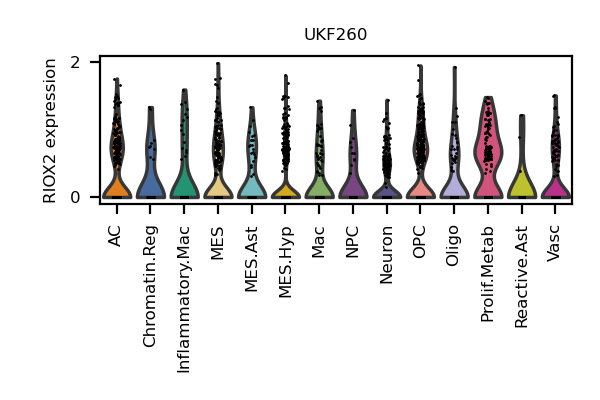 UKF260
RIOX2 expression
2
0
AC
Chromatin.Reg
Inflammatory.Mac
MES
MES.Ast
MES.Hyp
Mac
NPC
Neuron
OPC
Oligo
Prolif.Metab
Reactive.Ast
Vasc